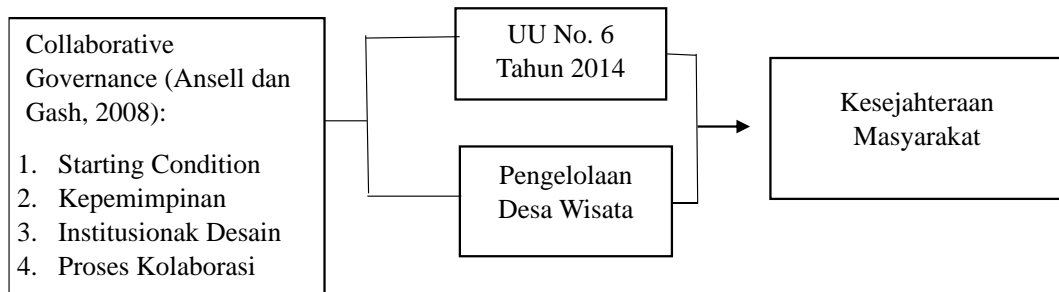 Collaborative
Governance (Ansell dan
Gash, 2008):
1. Starting Condition
2. Kepemimpinan
3. Institusionak Desain
4. Proses Kolaborasi
UU No. 6
Tahun 2014
Pengelolaan
Desa Wisata
Kesejahteraan
Masyarakat